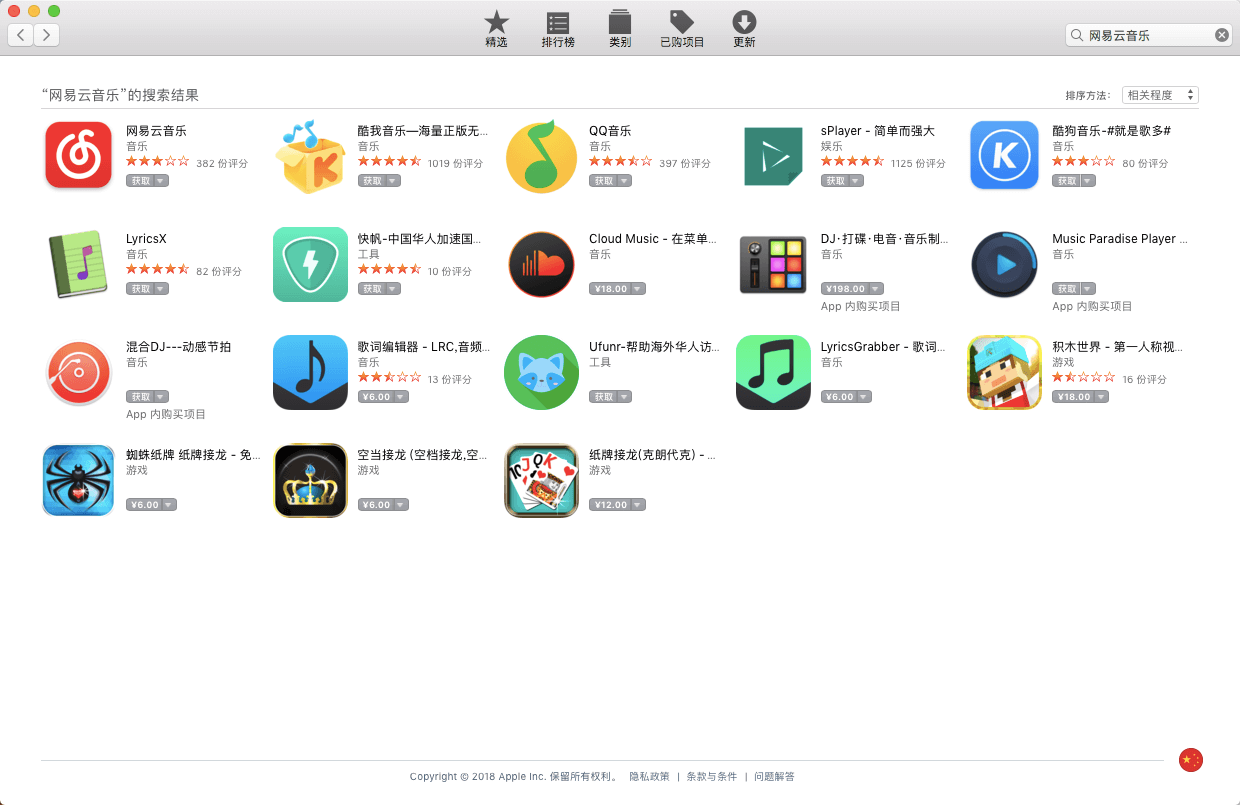 精选
排行榜
类别
已购项目
更新
网易云音乐
“网易云音乐”的搜索结果
排序方法：
相关程度
网易云音乐
音乐
382 份评分
获取
酷我音乐—海量正版无...
音乐
1019 份评分
获取
QQ音乐
音乐
397 份评分
获取
sPlayer - 简单而强大
娱乐
1125 份评分
获取
酷狗音乐-#就是歌多#
音乐
80 份评分
获取
LyricsX
音乐
82 份评分
获取
快帆-中国华人加速国...
工具
10 份评分
获取
Cloud Music - 在菜单...
音乐
¥18.00
DJ·打碟·电音·音乐制...
音乐
¥198.00
App 内购买项目
Music Paradise Player ...
音乐
获取
App 内购买项目
混合DJ---动感节拍
音乐
获取
App 内购买项目
歌词编辑器 - LRC,音频...
音乐
13 份评分
¥6.00
Ufunr-帮助海外华人访...
工具
获取
LyricsGrabber - 歌词...
音乐
¥6.00
积木世界 - 第一人称视...
游戏
16 份评分
¥18.00
蜘蛛纸牌 纸牌接龙 - 免...
游戏
¥6.00
空当接龙 (空档接龙,空...
游戏
¥6.00
纸牌接龙(克朗代克) - ...
游戏
¥12.00
Copyright © 2018 Apple Inc. 保留所有权利。 隐私政策 | 条款与条件 | 问题解答